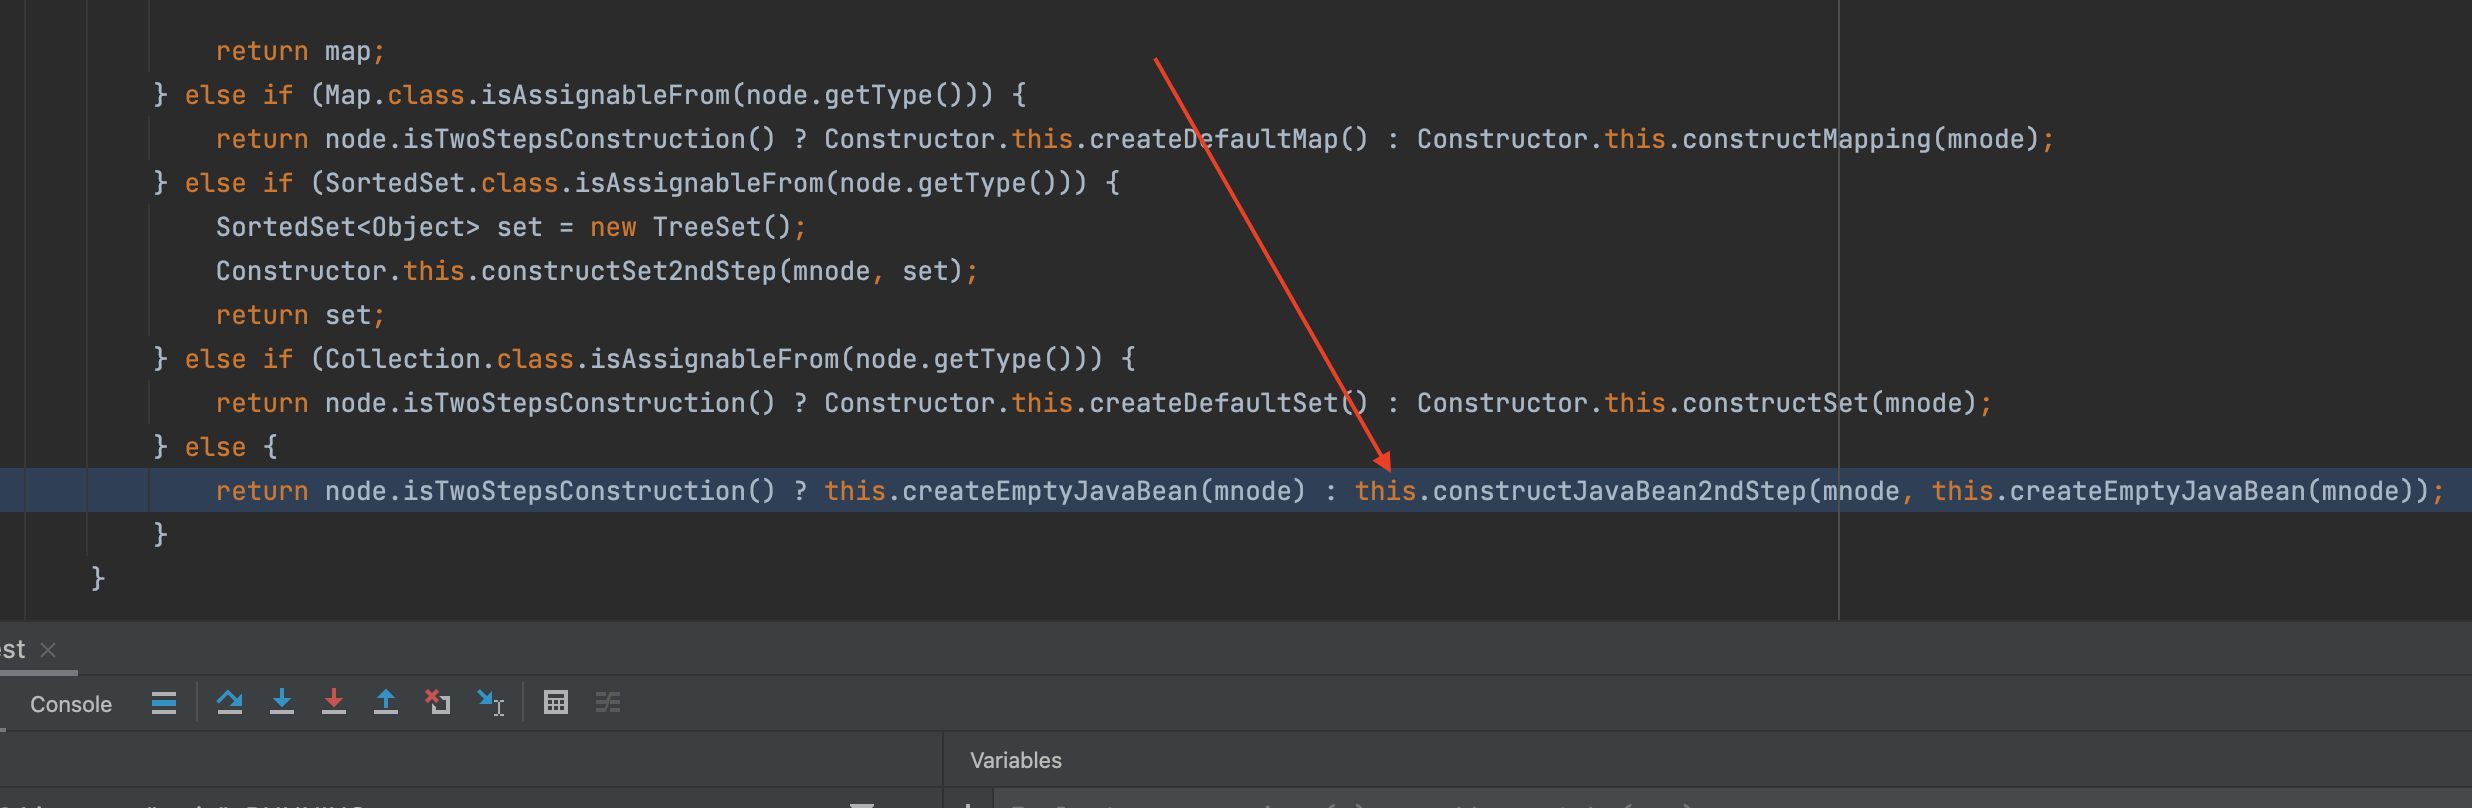 return map;
} else if (Map.class.isAssignableFrom(node.getType())) {
return node.isTwoStepsConstruction() ? Constructor.this.createDefaultMap() : Constructor.this.constructMapping(mnode);
} else if (SortedSet.class.isAssignableFrom(node.getType())) {
SortedSet<Object> set = new TreeSet();
Constructor.this.constructSet2ndStep(mnode, set);
return set;
} else if (Collection.class.isAssignableFrom(node.getType())) {
return node.isTwoStepsConstruction() ? Constructor.this.createDefaultSet() : Constructor.this.constructSet(mnode);
} else {
return node.isTwoStepsConstruction() ? this.createEmptyJavaBean(mnode) : this.constructJavaBean2ndStep(mnode, this.createEmptyJavaBean(mnode));
}
}
est
Console
Variables